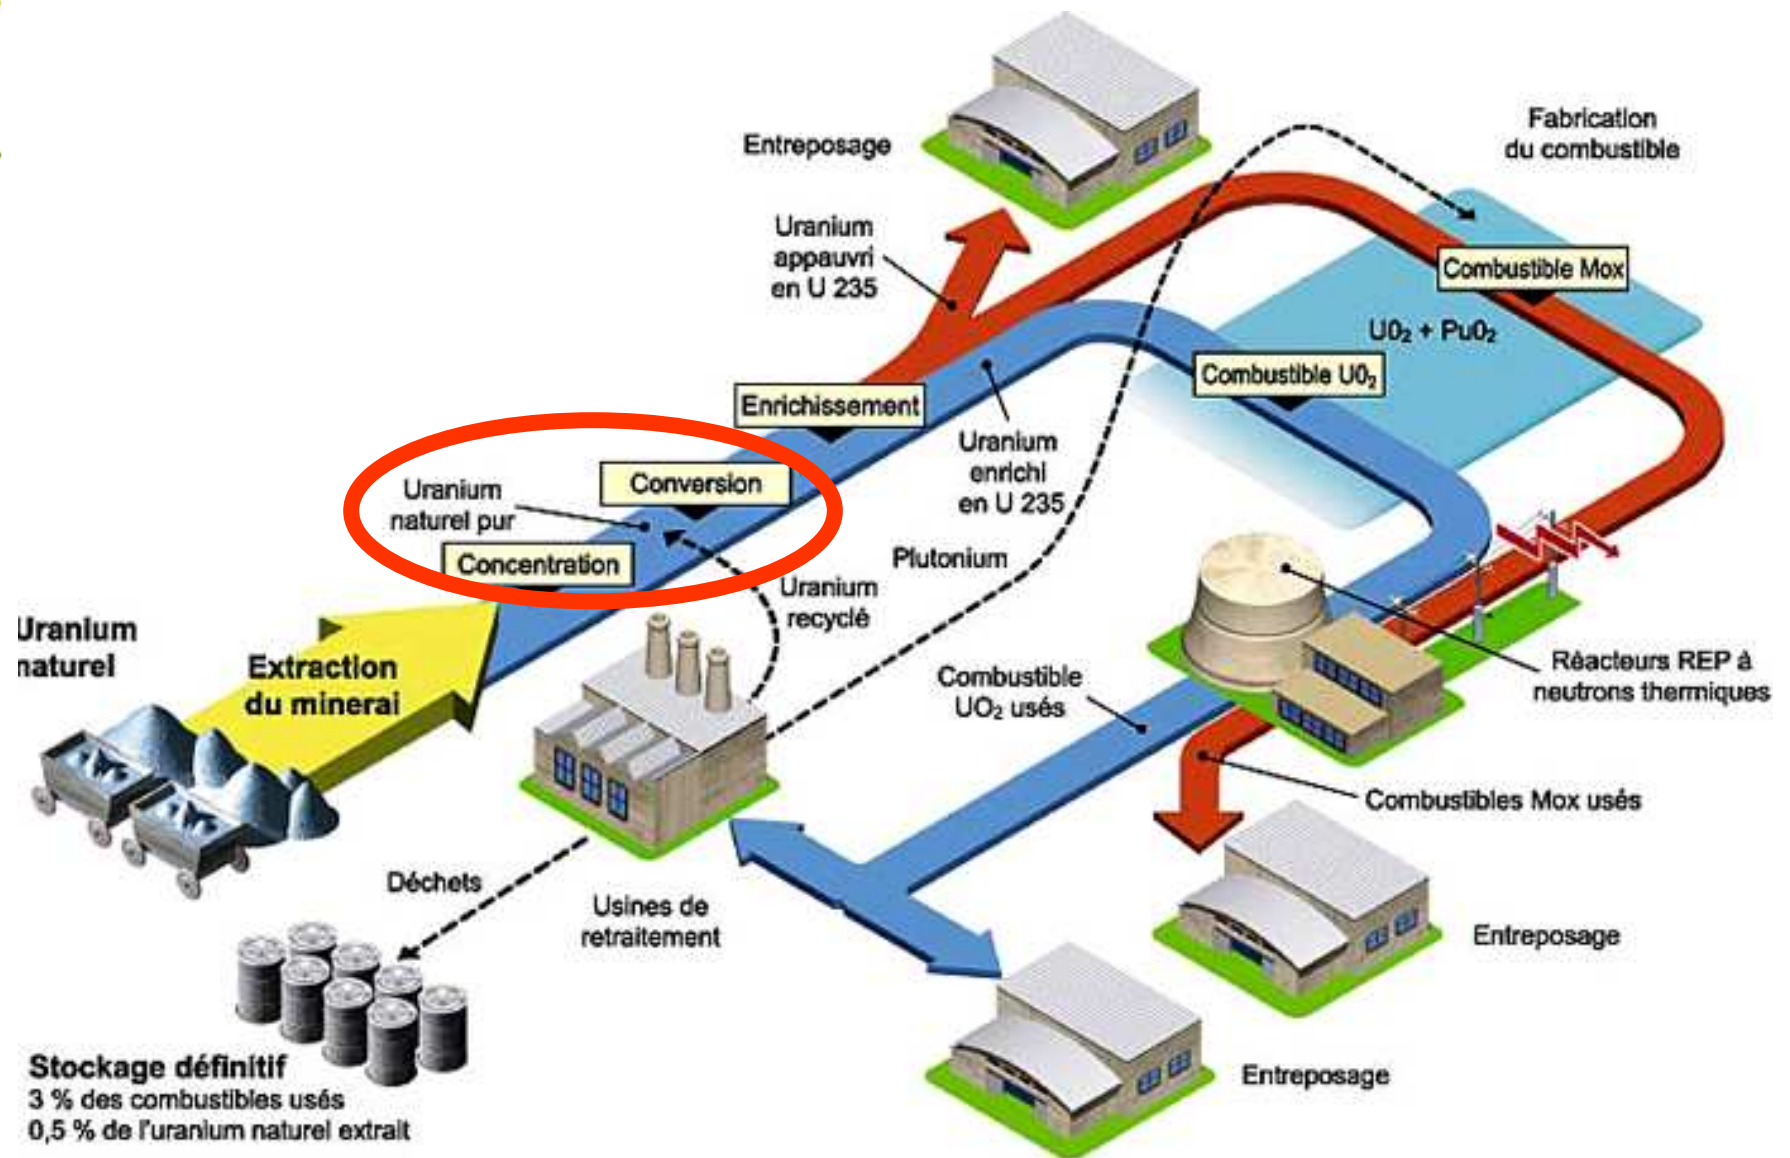 Entreposage
Fabrication
du combustible
Uranium
appauvri
en U 235
Combustible Mox
U0₂ + Pu0₂
Combustible U0₂
Enrichissement
Uranium
enrichi
en U 235
Conversion
Uranium
naturel pur
Concentration
Plutonium
Uranium
recyclé
Uranium
naturel
Extraction
du minerai
Combustible
UO₂ usés
Réacteurs REP à
neutrons thermiques
Combustibles Mox usés
Déchets
Usines de
retraitement
Entreposage
Entreposage
Stockage définitif
3 % des combustibles usés
0,5 % de l'uranium naturel extrait